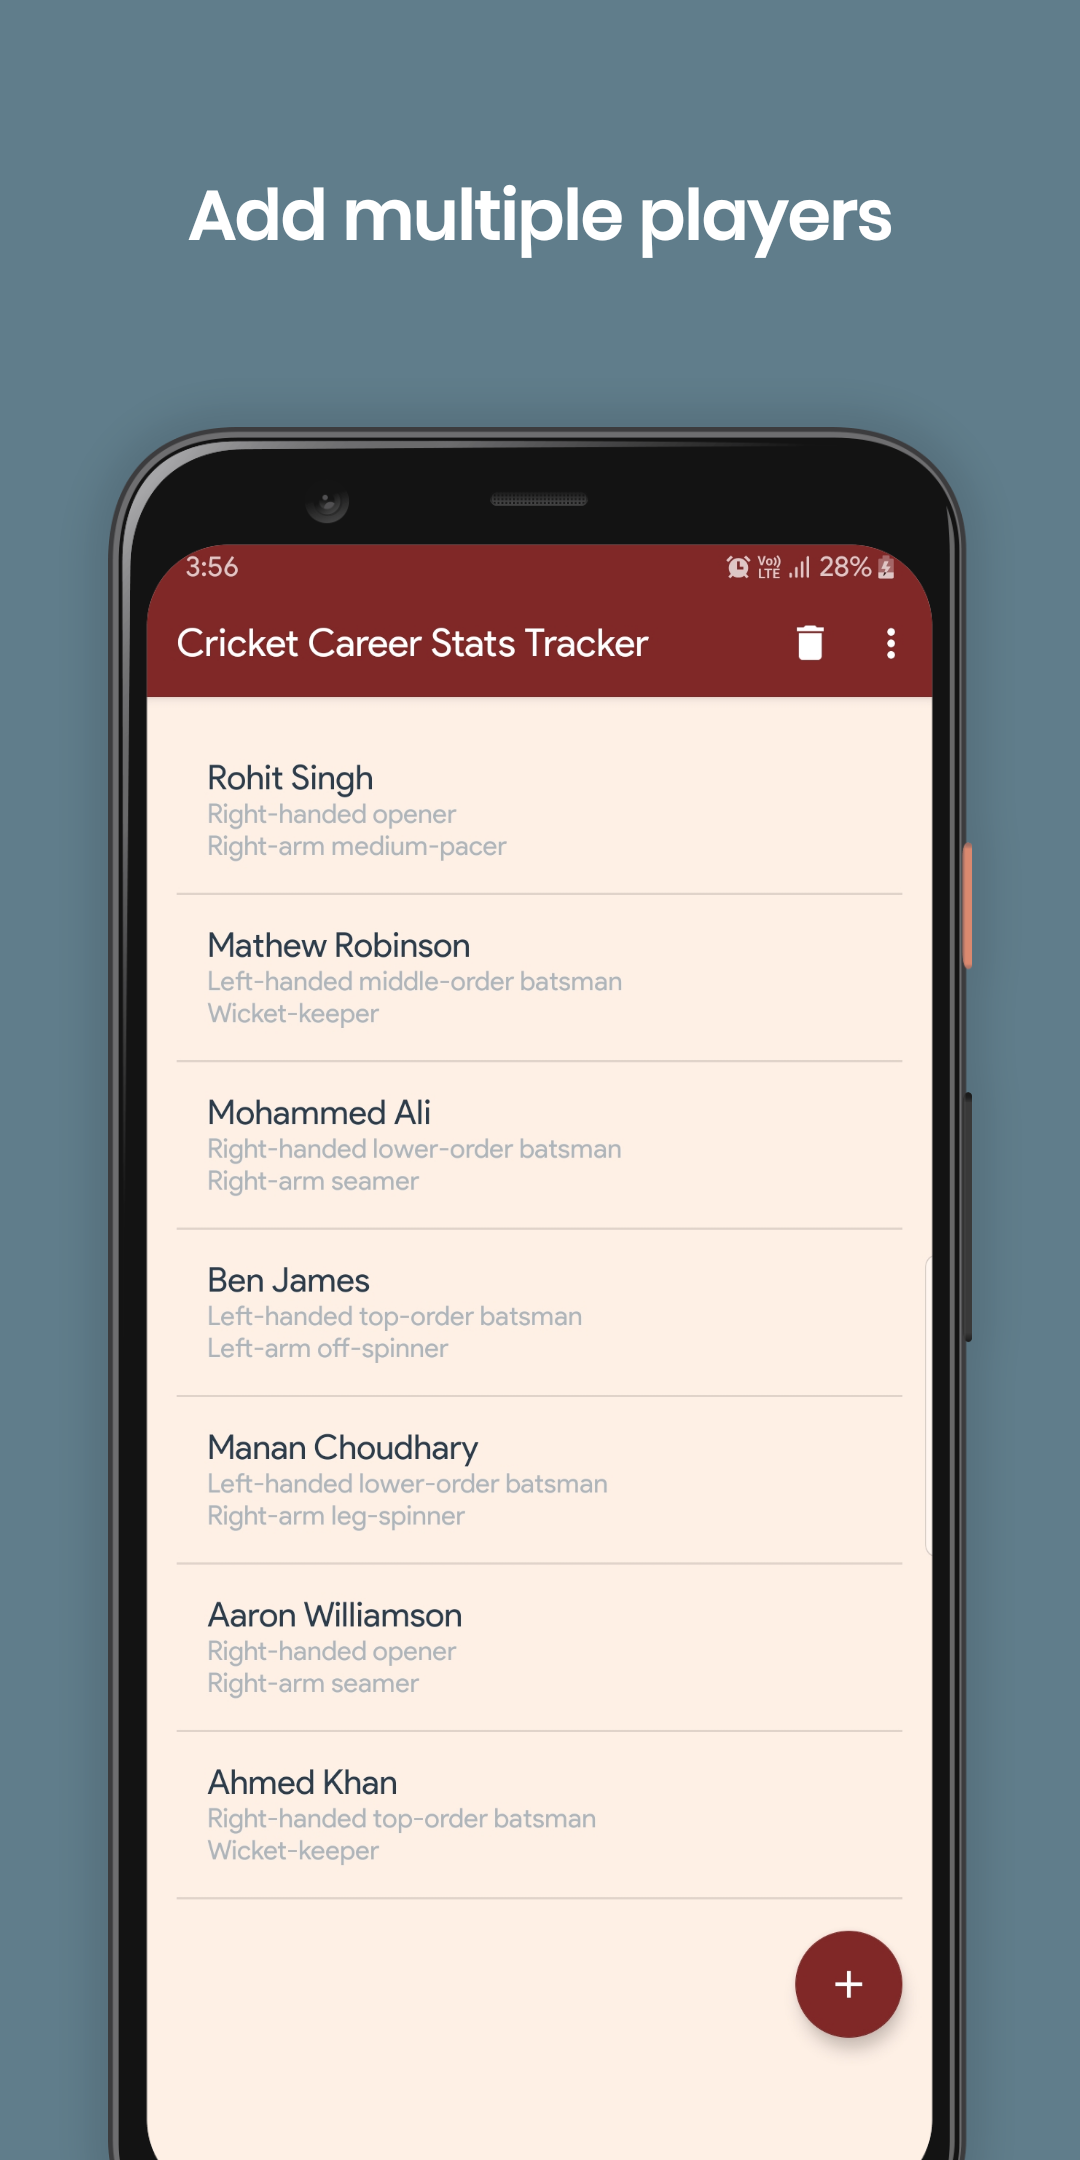 Add multiple players
3:56
Vo)) LTE 28%
Cricket Career Stats Tracker
Rohit Singh
Right-handed opener
Right-arm medium-pacer
Mathew Robinson
Left-handed middle-order batsman
Wicket-keeper
Mohammed Ali
Right-handed lower-order batsman
Right-arm seamer
Ben James
Left-handed top-order batsman
Left-arm off-spinner
Manan Choudhary
Left-handed lower-order batsman
Right-arm leg-spinner
Aaron Williamson
Right-handed opener
Right-arm seamer
Ahmed Khan
Right-handed top-order batsman
Wicket-keeper
+